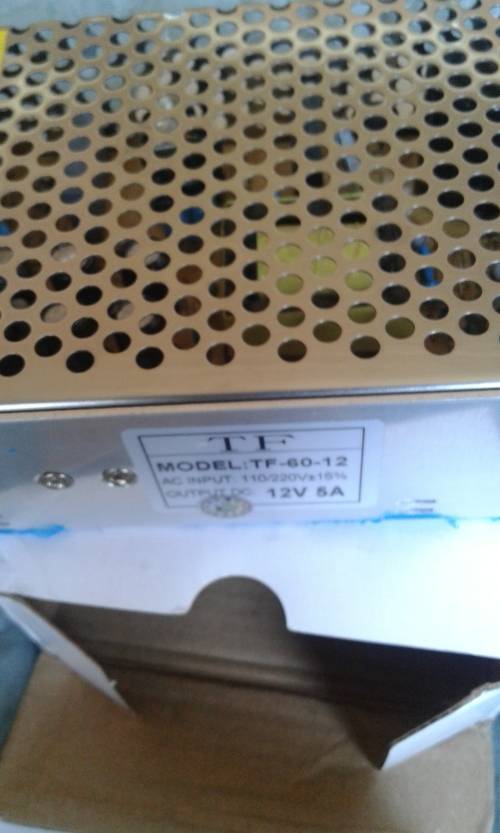 TF
MODEL:TF-60-12
AC INPUT: 110/220V±15%
OUTPUT DC: 12V 5A